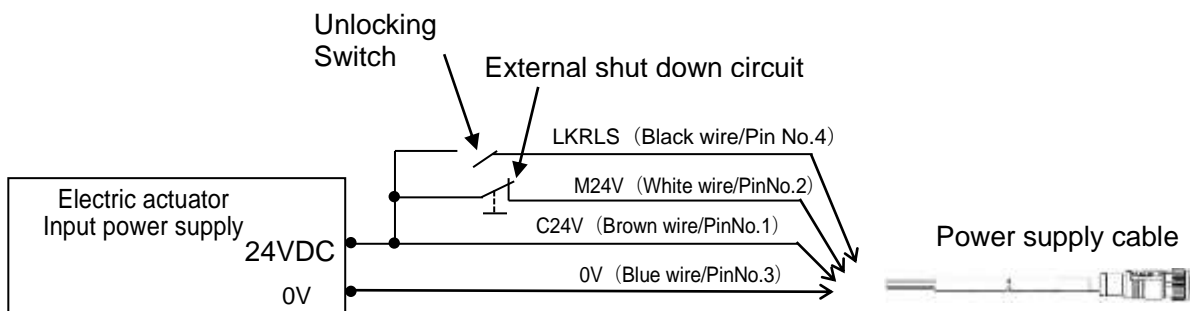 Unlocking
Switch
External shut down circuit
LKRLS（Black wire/Pin No.4）
M24V（White wire/PinNo.2）
C24V（Brown wire/PinNo.1）
0V（Blue wire/PinNo.3）
Electric actuator
Input power supply
24VDC
0V
Power supply cable